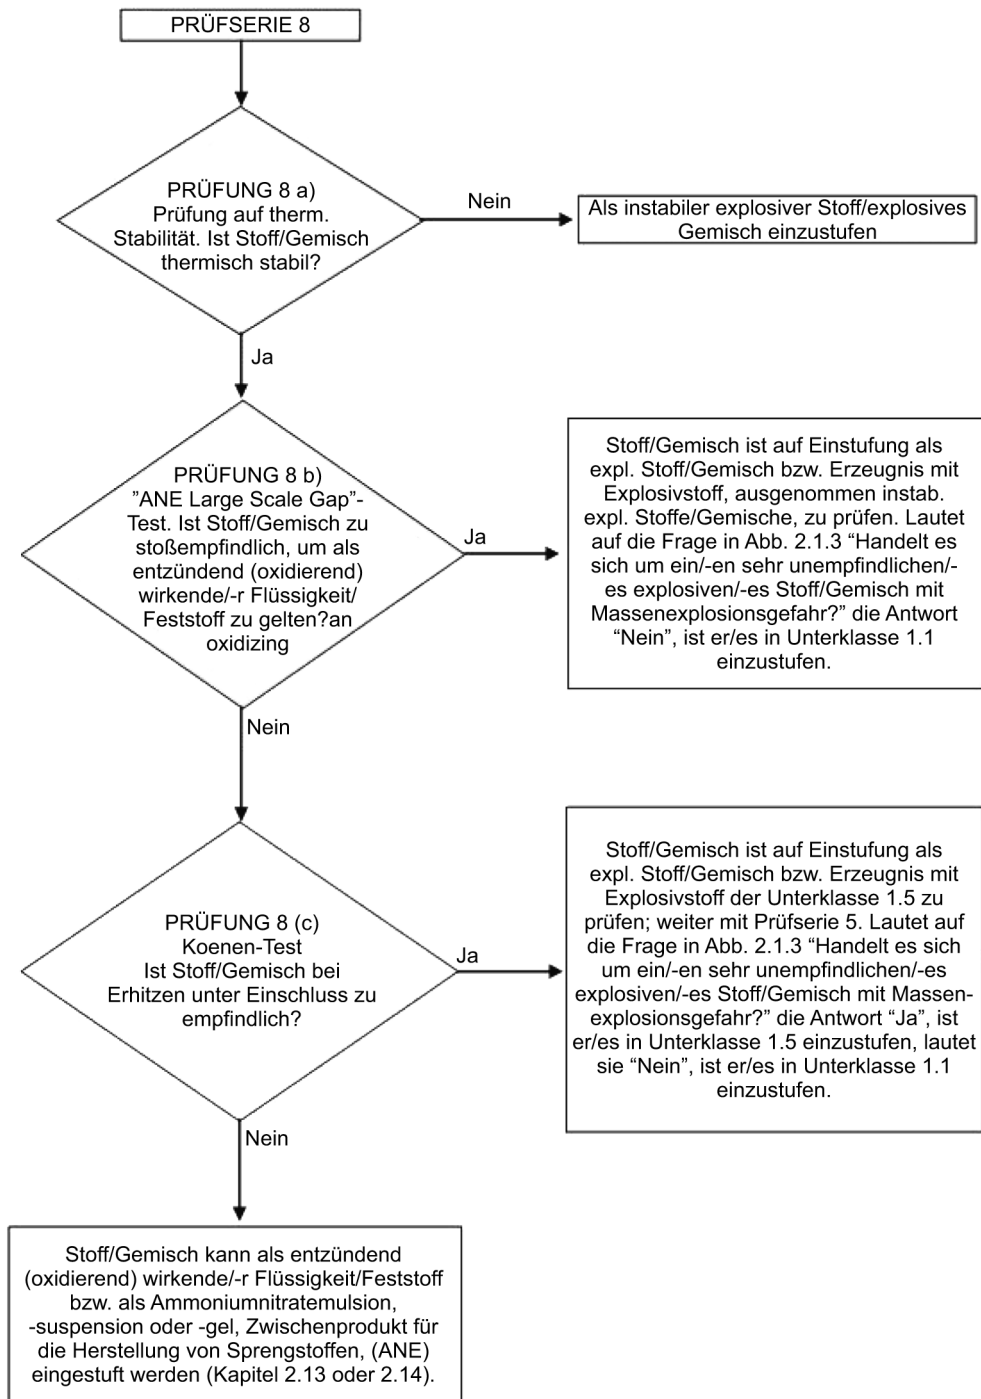 PRÜFSERIE 8
PRÜFUNG 8 a)
Prüfung auf therm.
Stabilität. Ist Stoff/Gemisch
thermisch stabil?
Nein
Als instabiler explosiver Stoff/explosives
Gemisch einzustufen
Ja
PRÜFUNG 8 b)
”ANE Large Scale Gap”-
Test. Ist Stoff/Gemisch zu
stoßempfindlich, um als
entzündend (oxidierend)
wirkende/-r Flüssigkeit/
Feststoff zu gelten?an
oxidizing
Ja
Stoff/Gemisch ist auf Einstufung als
expl. Stoff/Gemisch bzw. Erzeugnis mit
Explosivstoff, ausgenommen instab.
expl. Stoffe/Gemische, zu prüfen. Lautet
auf die Frage in Abb. 2.1.3 “Handelt es
sich um ein/-en sehr unempfindlichen/-
es explosiven/-es Stoff/Gemisch mit
Massenexplosionsgefahr?” die Antwort
“Nein”, ist er/es in Unterklasse 1.1
einzustufen.
Nein
PRÜFUNG 8 (c)
Koenen-Test
Ist Stoff/Gemisch bei
Erhitzen unter Einschluss zu
empfindlich?
Ja
Stoff/Gemisch ist auf Einstufung als
expl. Stoff/Gemisch bzw. Erzeugnis mit
Explosivstoff der Unterklasse 1.5 zu
prüfen; weiter mit Prüfserie 5. Lautet auf
die Frage in Abb. 2.1.3 “Handelt es sich
um ein/-en sehr unempfindlichen/-es
explosiven/-es Stoff/Gemisch mit Massen-
explosionsgefahr?” die Antwort “Ja”, ist
er/es in Unterklasse 1.5 einzustufen, lautet
sie “Nein”, ist er/es in Unterklasse 1.1
einzustufen.
Nein
Stoff/Gemisch kann als entzündend
(oxidierend) wirkende/-r Flüssigkeit/Feststoff
bzw. als Ammoniumnitratemulsion,
-suspension oder -gel, Zwischenprodukt für
die Herstellung von Sprengstoffen, (ANE)
eingestuft werden (Kapitel 2.13 oder 2.14).